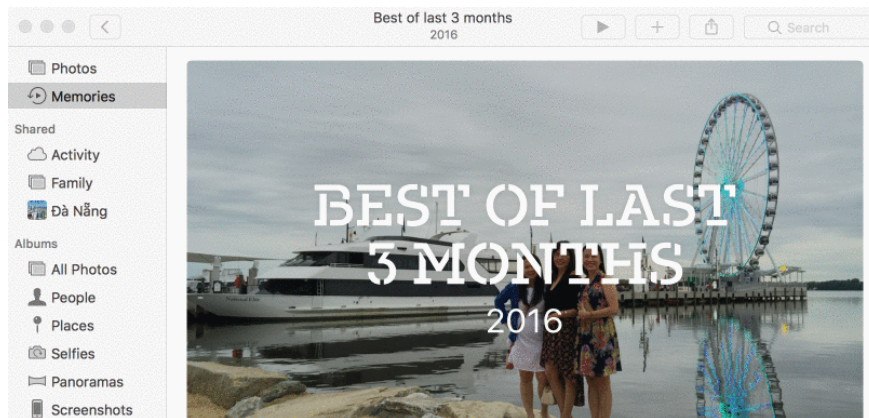 Best of last 3 months
2016
Search
Photos
Memories
Shared
Activity
Family
Đà Nẵng
Albums
All Photos
People
Places
Selfies
Panoramas
Screenshots
BEST OF LAST
3 MONTHS
2016